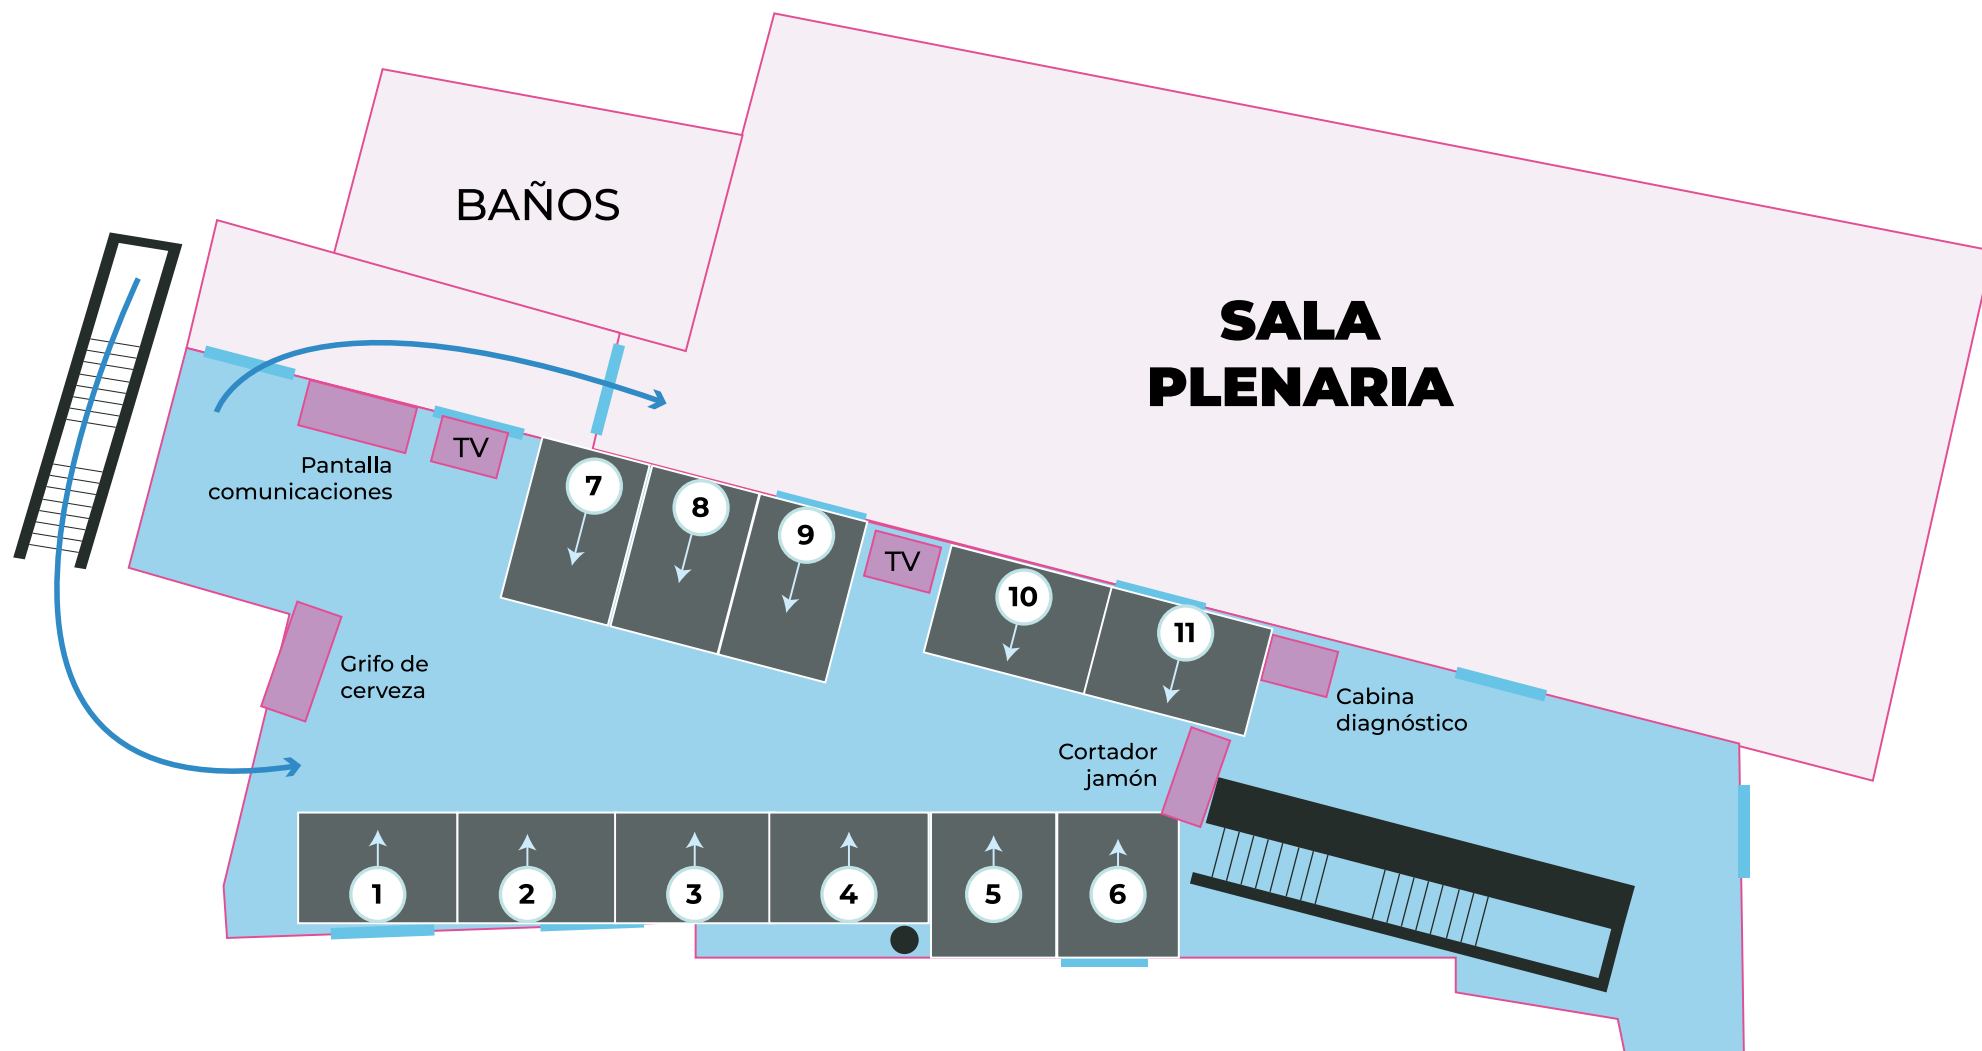 BAÑOS
SALA
PLENARIA
TV
Pantalla
comunicaciones
7
8
9
TV
10
11
Grifo de
cerveza
Cabina
diagnóstico
Cortador
jamón
1
2
3
4
5
6